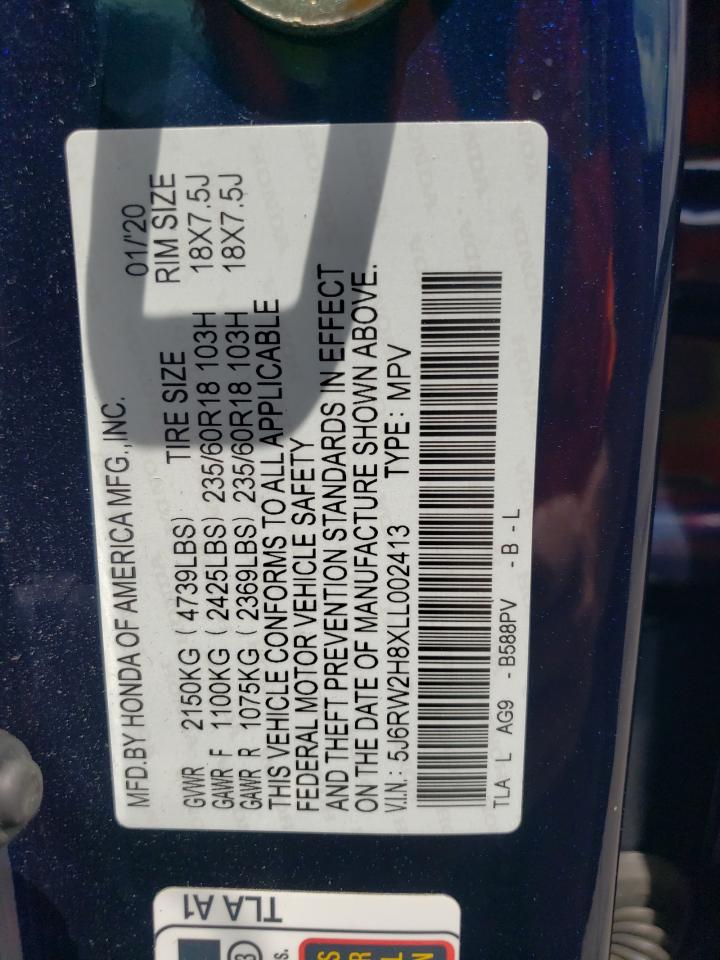 MFD.BY HONDA OF AMERICA MFG.,INC. 01/'20
TIRE SIZE RIM SIZE
GVWR 2150KG ( 4739LBS)
GAWR F 1100KG ( 2425LBS) 235/60R18 103H 18X7.5J
GAWR R 1075KG ( 2369LBS) 235/60R18 103H 18X7.5J
THIS VEHICLE CONFORMS TO ALL APPLICABLE
FEDERAL MOTOR VEHICLE SAFETY
AND THEFT PREVENTION STANDARDS IN EFFECT
ON THE DATE OF MANUFACTURE SHOWN ABOVE.
V.I.N.: 5J6RW2H8XLL002413 TYPE: MPV
TLA L AG9 - B588PV - B - L
TLA A1